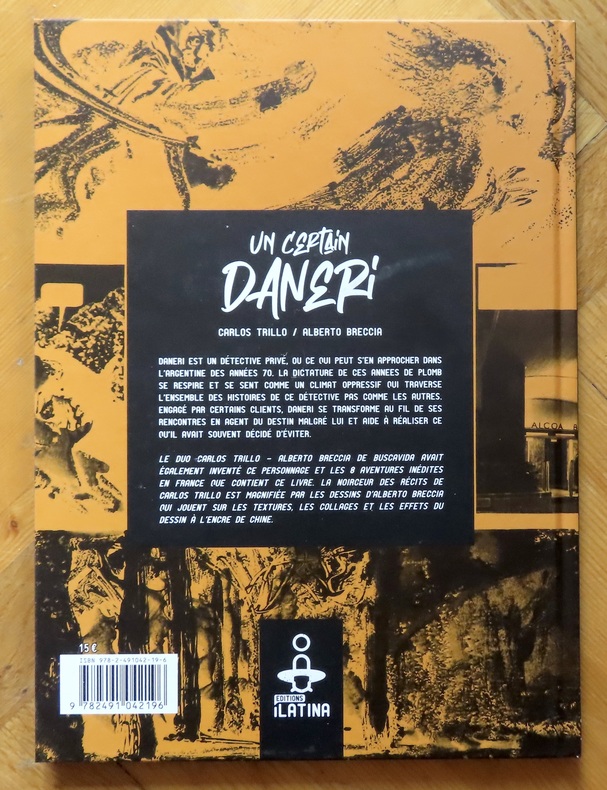 UN CERTAIN
DANERI
CARLOS TRILLO / ALBERTO BRECCIA
DANERI EST UN DÉTECTIVE PRIVÉ, OU CE QUI PEUT S'EN APPROCHER DANS
L'ARGENTINE DES ANNÉES 70. LA DICTATURE DE CES ANNEES DE PLOMB
SE RESPIRE ET SE SENT COMME UN CLIMAT OPPRESSIF QUI TRAVERSE
L'ENSEMBLE DES HISTOIRES DE CE DÉTECTIVE PAS COMME LES AUTRES.
ENGAGÉ PAR CERTAINS CLIENTS, DANERI SE TRANSFORME AU FIL DE SES
RENCONTRES EN AGENT DU DESTIN MALGRÉ LUI ET AIDE À RÉALISER CE
QU'IL AVAIT SOUVENT DÉCIDÉ D'ÉVITER.
LE DUO CARLOS TRILLO – ALBERTO BRECCIA DE BUSCAVIDA AVAIT
ÉGALEMENT INVENTÉ CE PERSONNAGE ET LES 8 AVENTURES INÉDITES
EN FRANCE QUE CONTIENT CE LIVRE. LA NOIRCEUR DES RÉCITS DE
CARLOS TRILLO EST MAGNIFIÉE PAR LES DESSINS D'ALBERTO BRECCIA
QUI JOUENT SUR LES TEXTURES, LES COLLAGES ET LES EFFETS DU
DESSIN À L'ENCRE DE CHINE.
ALCOA
15 €
ISBN 978-2-491042-19-6
9 782491 042196
EDITIONS
iLATINA